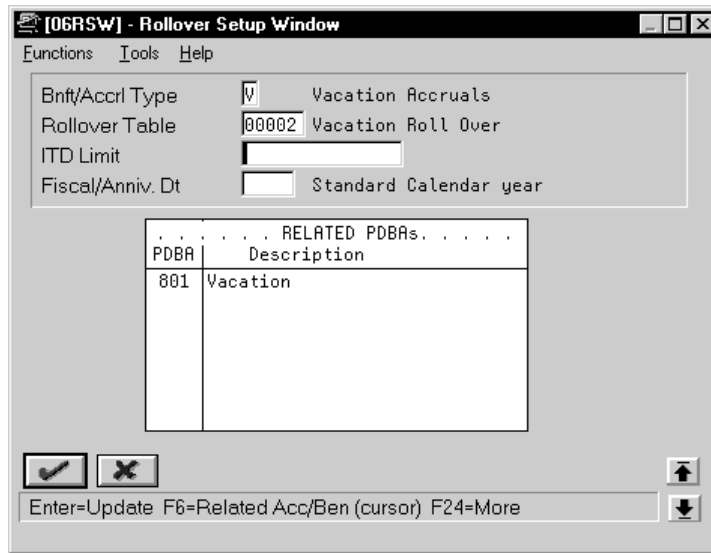 [06RSW] - Rollover Setup Window
Functions Tools Help
Bnft/Accrl Type V Vacation Accruals
Rollover Table 00002 Vacation Roll Over
ITD Limit
Fiscal/Anniv. Dt Standard Calendar year
. . . . . . RELATED PDBAs. . . . .
PDBA Description
801 Vacation
Enter=Update F6=Related Acc/Ben (cursor) F24=More